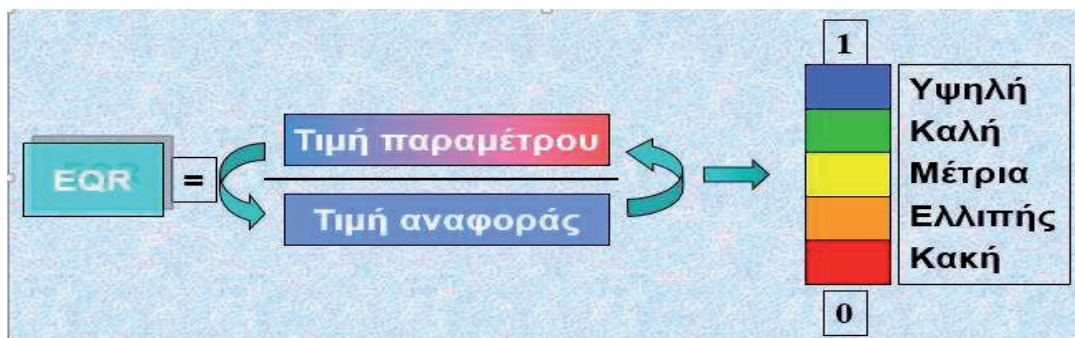 EQR
=
Τιμή παραμέτρου
Τιμή αναφοράς
1
Υψηλή
Καλή
Μέτρια
Ελλιπής
Κακή
0